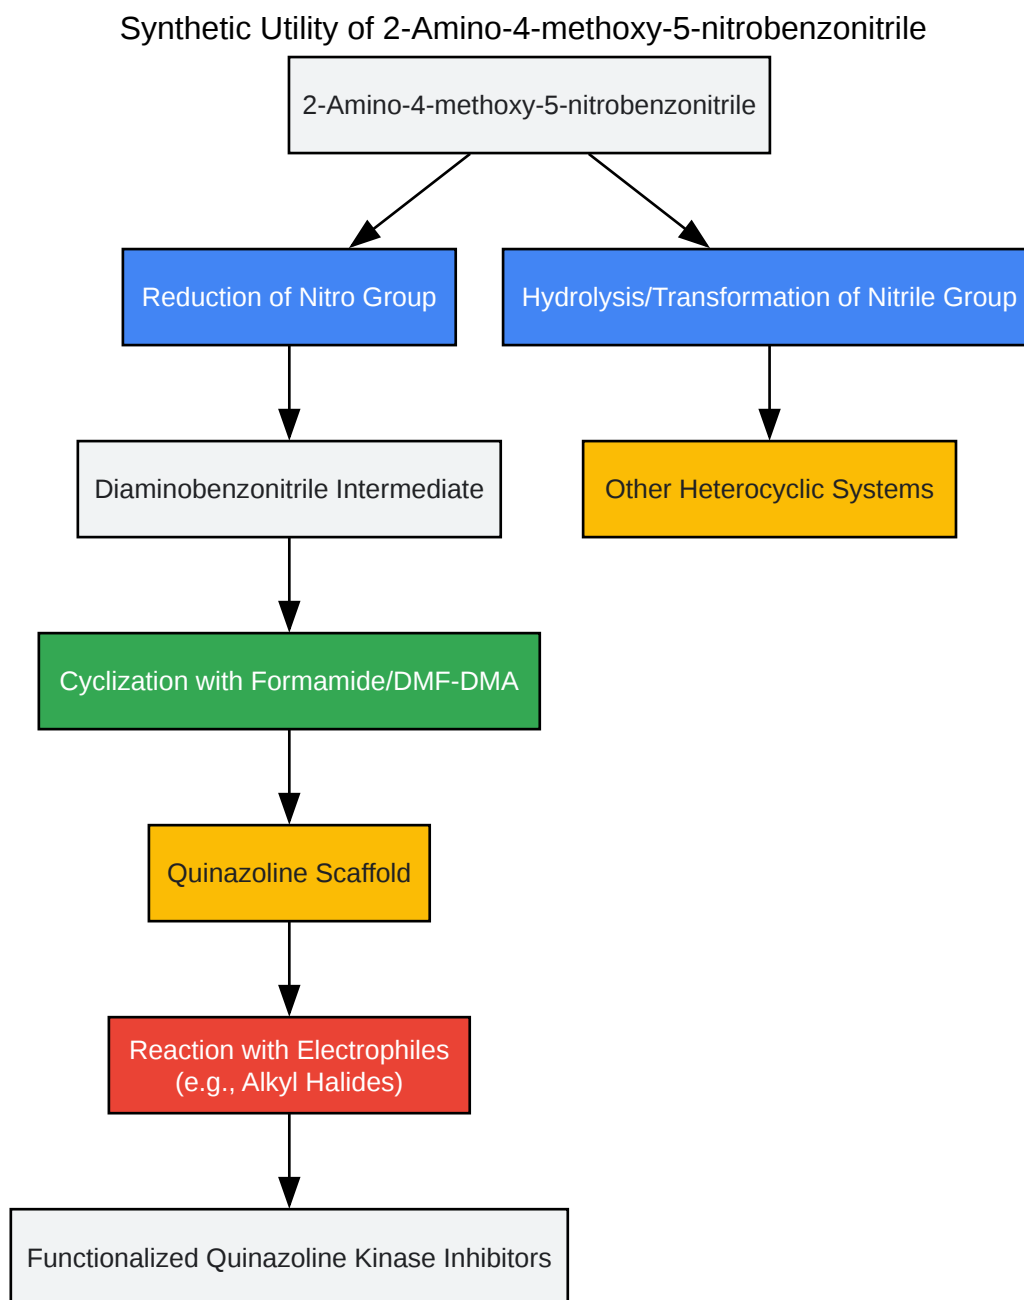 Synthetic Utility of 2-Amino-4-methoxy-5-nitrobenzonitrile
2-Amino-4-methoxy-5-nitrobenzonitrile
Reduction of Nitro Group
Hydrolysis/Transformation of Nitrile Group
Diaminobenzonitrile Intermediate
Other Heterocyclic Systems
Cyclization with Formamide/DMF-DMA
Quinazoline Scaffold
Reaction with Electrophiles
(e.g., Alkyl Halides)
Functionalized Quinazoline Kinase Inhibitors